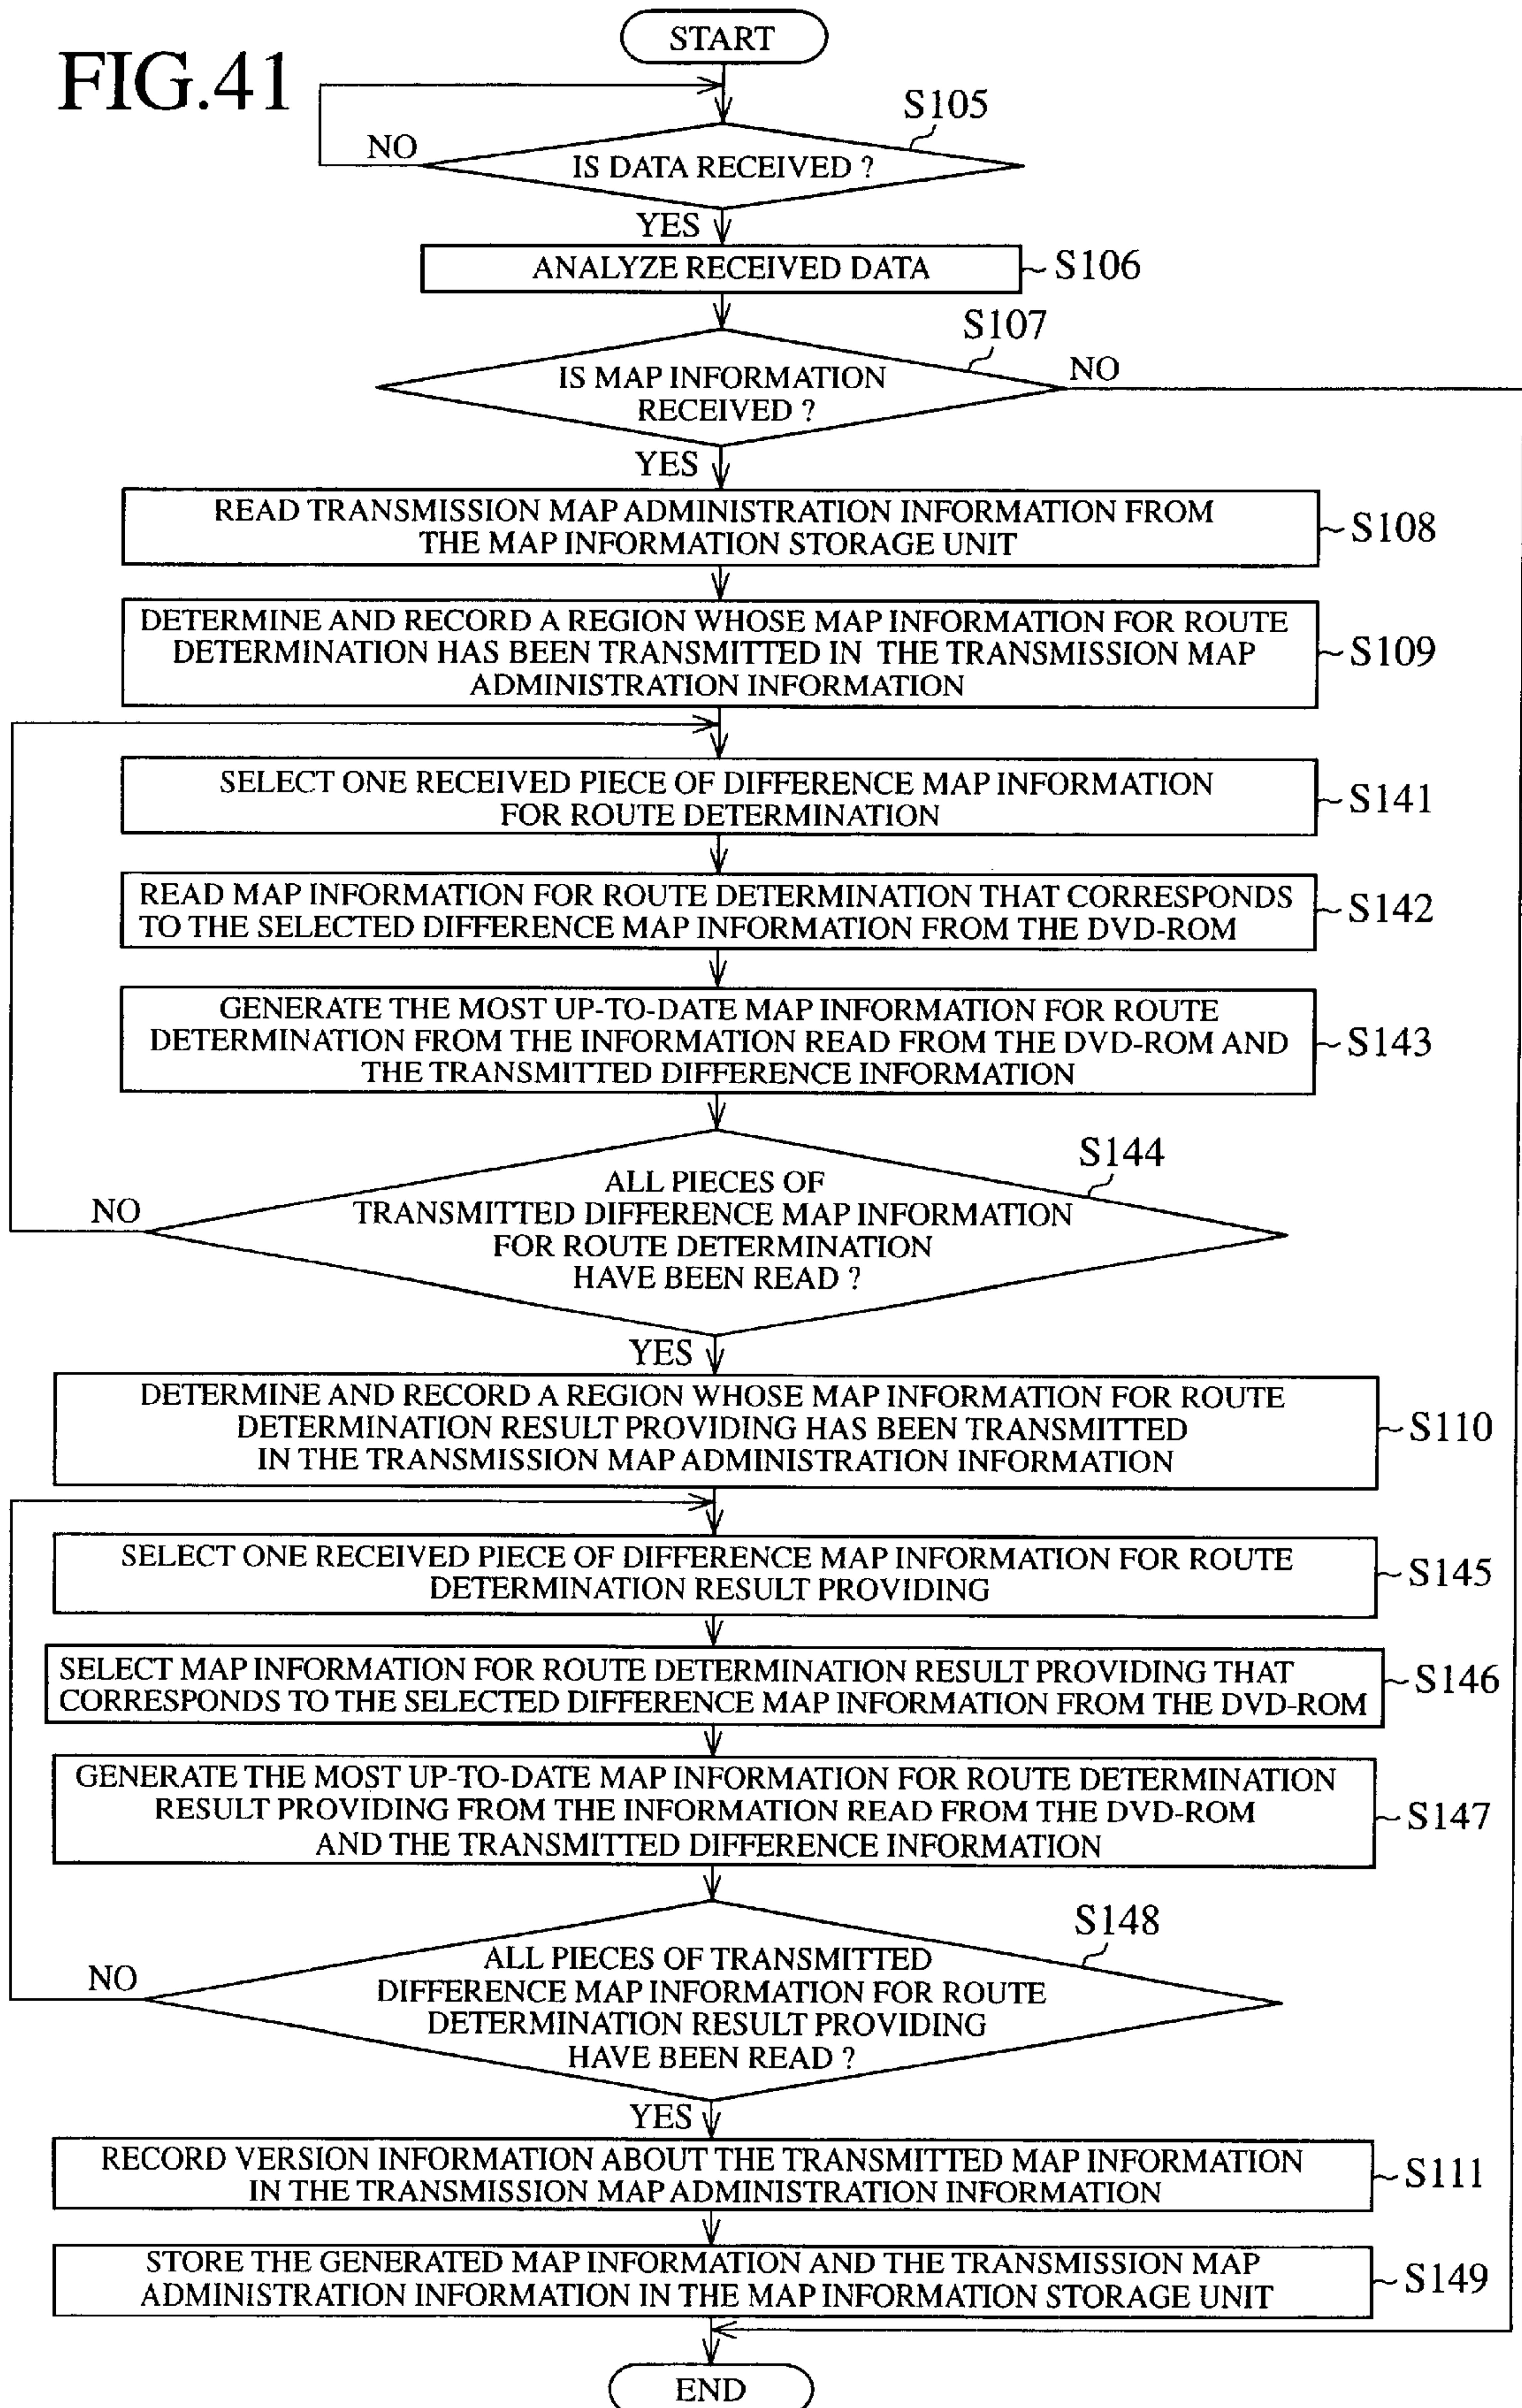 FIG.41
START
S105
NO
IS DATA RECEIVED ?
YES
ANALYZE RECEIVED DATA
S106
S107
NO
IS MAP INFORMATION
RECEIVED ?
YES
READ TRANSMISSION MAP ADMINISTRATION INFORMATION FROM
THE MAP INFORMATION STORAGE UNIT
S108
DETERMINE AND RECORD A REGION WHOSE MAP INFORMATION FOR ROUTE
DETERMINATION HAS BEEN TRANSMITTED IN THE TRANSMISSION MAP
ADMINISTRATION INFORMATION
S109
SELECT ONE RECEIVED PIECE OF DIFFERENCE MAP INFORMATION
FOR ROUTE DETERMINATION
S141
READ MAP INFORMATION FOR ROUTE DETERMINATION THAT CORRESPONDS
TO THE SELECTED DIFFERENCE MAP INFORMATION FROM THE DVD-ROM
S142
GENERATE THE MOST UP-TO-DATE MAP INFORMATION FOR ROUTE
DETERMINATION FROM THE INFORMATION READ FROM THE DVD-ROM AND
THE TRANSMITTED DIFFERENCE INFORMATION
S143
S144
NO
ALL PIECES OF
TRANSMITTED DIFFERENCE MAP INFORMATION
FOR ROUTE DETERMINATION
HAVE BEEN READ ?
YES
DETERMINE AND RECORD A REGION WHOSE MAP INFORMATION FOR ROUTE
DETERMINATION RESULT PROVIDING HAS BEEN TRANSMITTED
IN THE TRANSMISSION MAP ADMINISTRATION INFORMATION
S110
SELECT ONE RECEIVED PIECE OF DIFFERENCE MAP INFORMATION FOR ROUTE
DETERMINATION RESULT PROVIDING
S145
SELECT MAP INFORMATION FOR ROUTE DETERMINATION RESULT PROVIDING THAT
CORRESPONDS TO THE SELECTED DIFFERENCE MAP INFORMATION FROM THE DVD-ROM
S146
GENERATE THE MOST UP-TO-DATE MAP INFORMATION FOR ROUTE DETERMINATION
RESULT PROVIDING FROM THE INFORMATION READ FROM THE DVD-ROM
AND THE TRANSMITTED DIFFERENCE INFORMATION
S147
S148
NO
ALL PIECES OF TRANSMITTED
DIFFERENCE MAP INFORMATION FOR ROUTE
DETERMINATION RESULT PROVIDING
HAVE BEEN READ ?
YES
RECORD VERSION INFORMATION ABOUT THE TRANSMITTED MAP INFORMATION
IN THE TRANSMISSION MAP ADMINISTRATION INFORMATION
S111
STORE THE GENERATED MAP INFORMATION AND THE TRANSMISSION MAP
ADMINISTRATION INFORMATION IN THE MAP INFORMATION STORAGE UNIT
S149
END